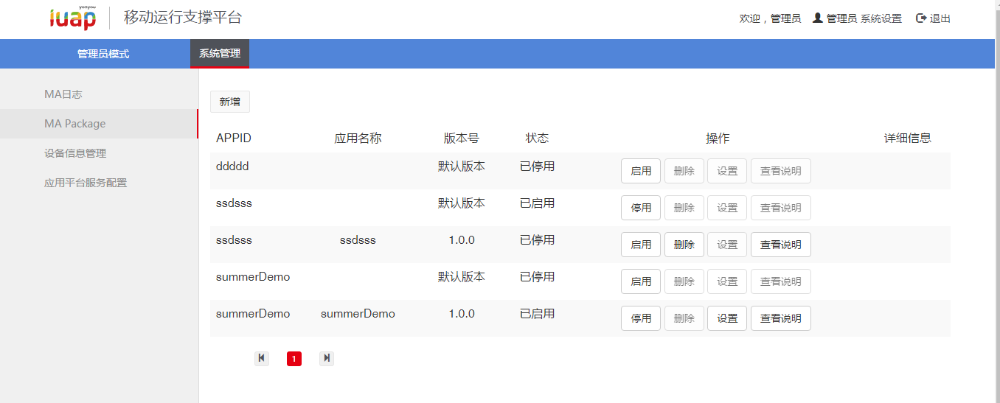 yonyou
iuap 移动运行支撑平台 欢迎，管理员 管理员 系统设置 退出
管理员模式 系统管理
MA日志
MA Package
设备信息管理
应用平台服务配置
新增
APPID 应用名称 版本号 状态 操作 详细信息
ddddd 默认版本 已停用 启用 删除 设置 查看说明
ssdsss 默认版本 已启用 停用 删除 设置 查看说明
ssdsss ssdsss 1.0.0 已停用 启用 删除 设置 查看说明
summerDemo 默认版本 已停用 启用 删除 设置 查看说明
summerDemo summerDemo 1.0.0 已启用 停用 删除 设置 查看说明
1